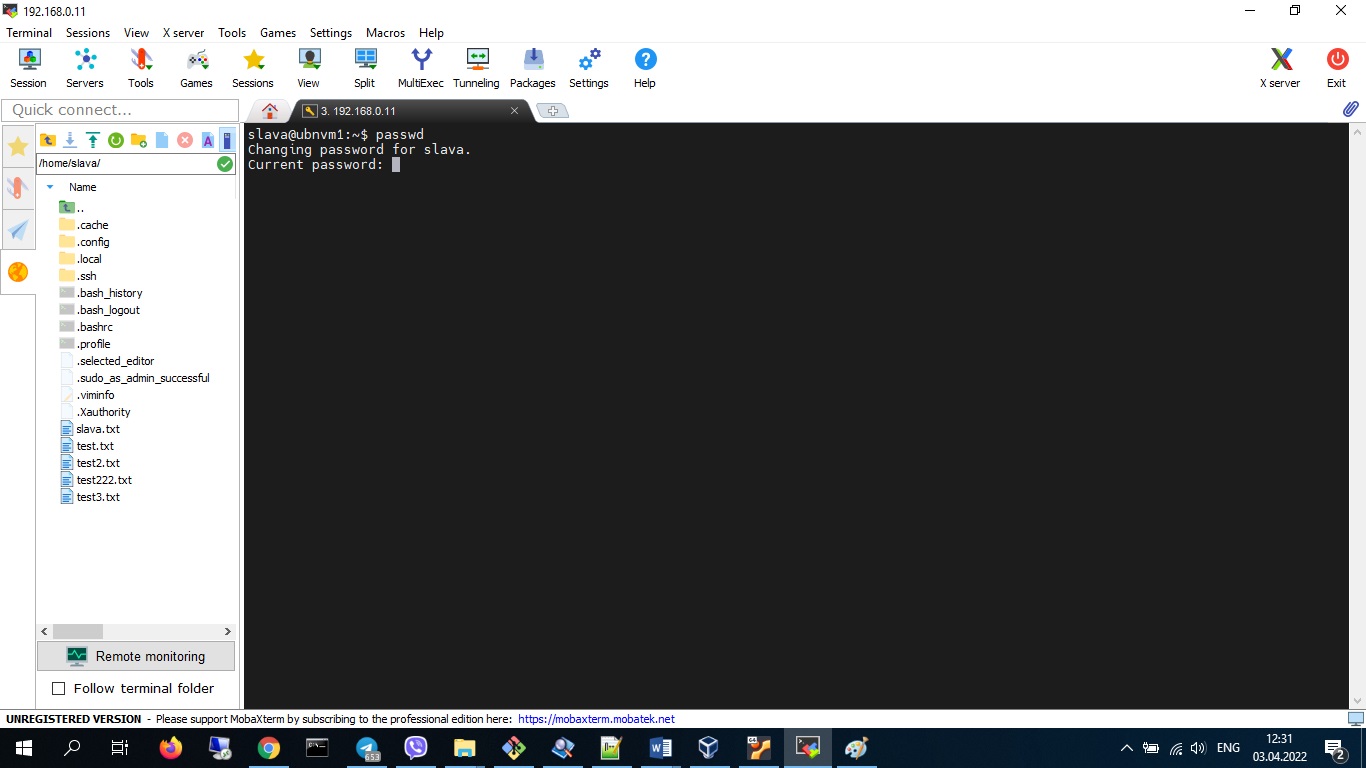 192.168.0.11
Terminal Sessions View X server Tools Games Settings Macros Help
Session Servers Tools Games Sessions View Split MultiExec Tunneling Packages Settings Help X server Exit
Quick connect...
3. 192.168.0.11
slava@ubnvm1:~$ passwd
Changing password for slava.
Current password:
/home/slava/
Name
..
.cache
.config
.local
.ssh
.bash_history
.bash_logout
.bashrc
.profile
.selected_editor
.sudo_as_admin_successful
.viminfo
.Xauthority
slava.txt
test.txt
test2.txt
test222.txt
test3.txt
Remote monitoring
Follow terminal folder
UNREGISTERED VERSION - Please support MobaXterm by subscribing to the professional edition here: https://mobaxterm.mobatek.net
653
64
ENG
12:31
03.04.2022
2